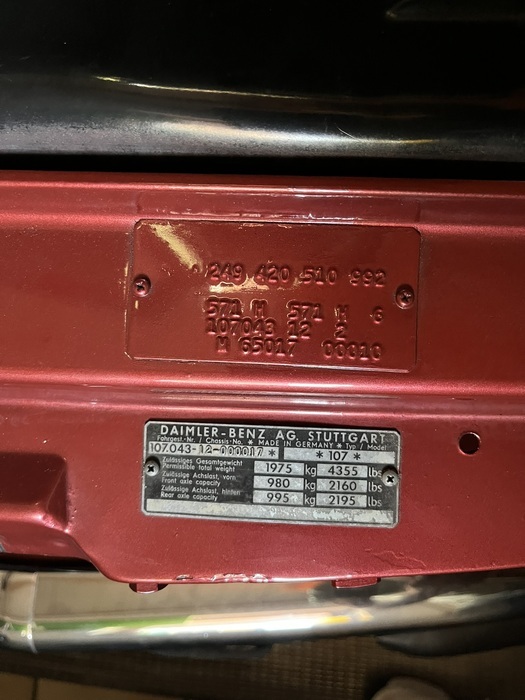 249 420 510 992
571 M 571 H 6
107043 12 2
M 65017 00010
DAIMLER-BENZ AG. STUTTGART
Fahrgest.-Nr. / Chassis-No. * MADE IN GERMANY * Typ / Model
107.043-12-000017 * * 107 *
Zulässiges Gesamtgewicht
Permissible total weight 1975 kg 4355 lbs
Zulässige Achslast, vorn
Front axle capacity 980 kg 2160 lbs
Zulässige Achslast, hinten
Rear axle capacity 995 kg 2195 lbs